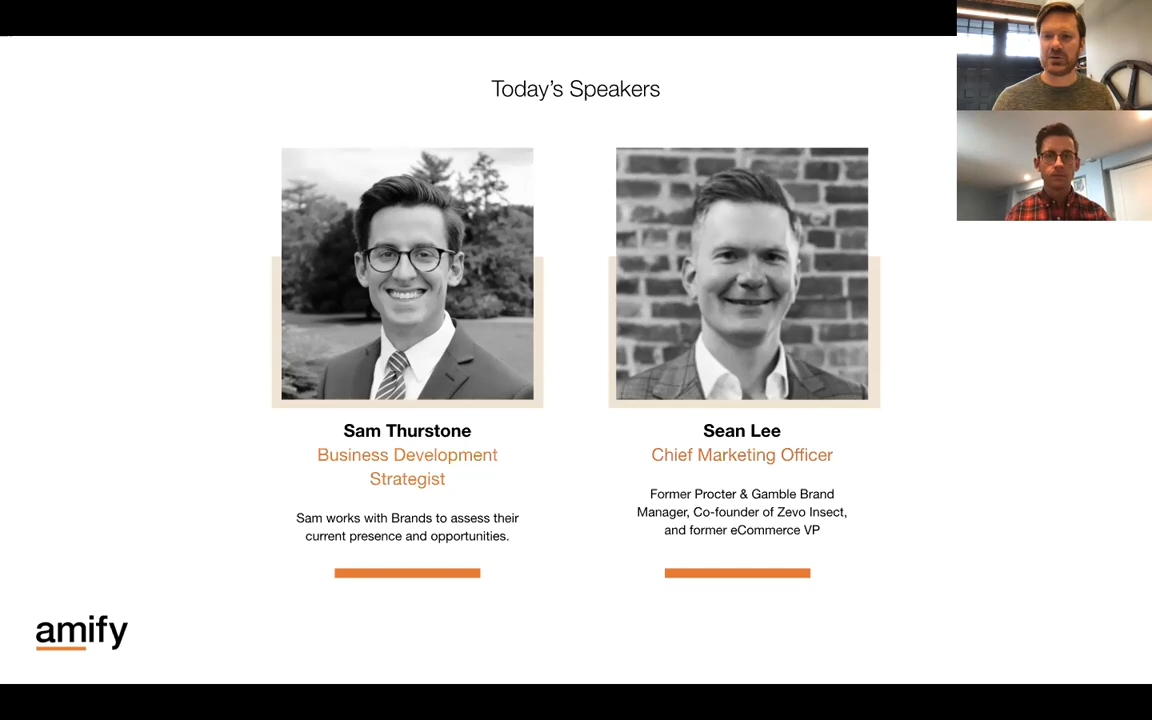 Today's Speakers
Sam Thurstone
Business Development
Strategist
Sam works with Brands to assess their
current presence and opportunities.
Sean Lee
Chief Marketing Officer
Former Procter & Gamble Brand
Manager, Co-founder of Zevo Insect,
and former eCommerce VP
amify